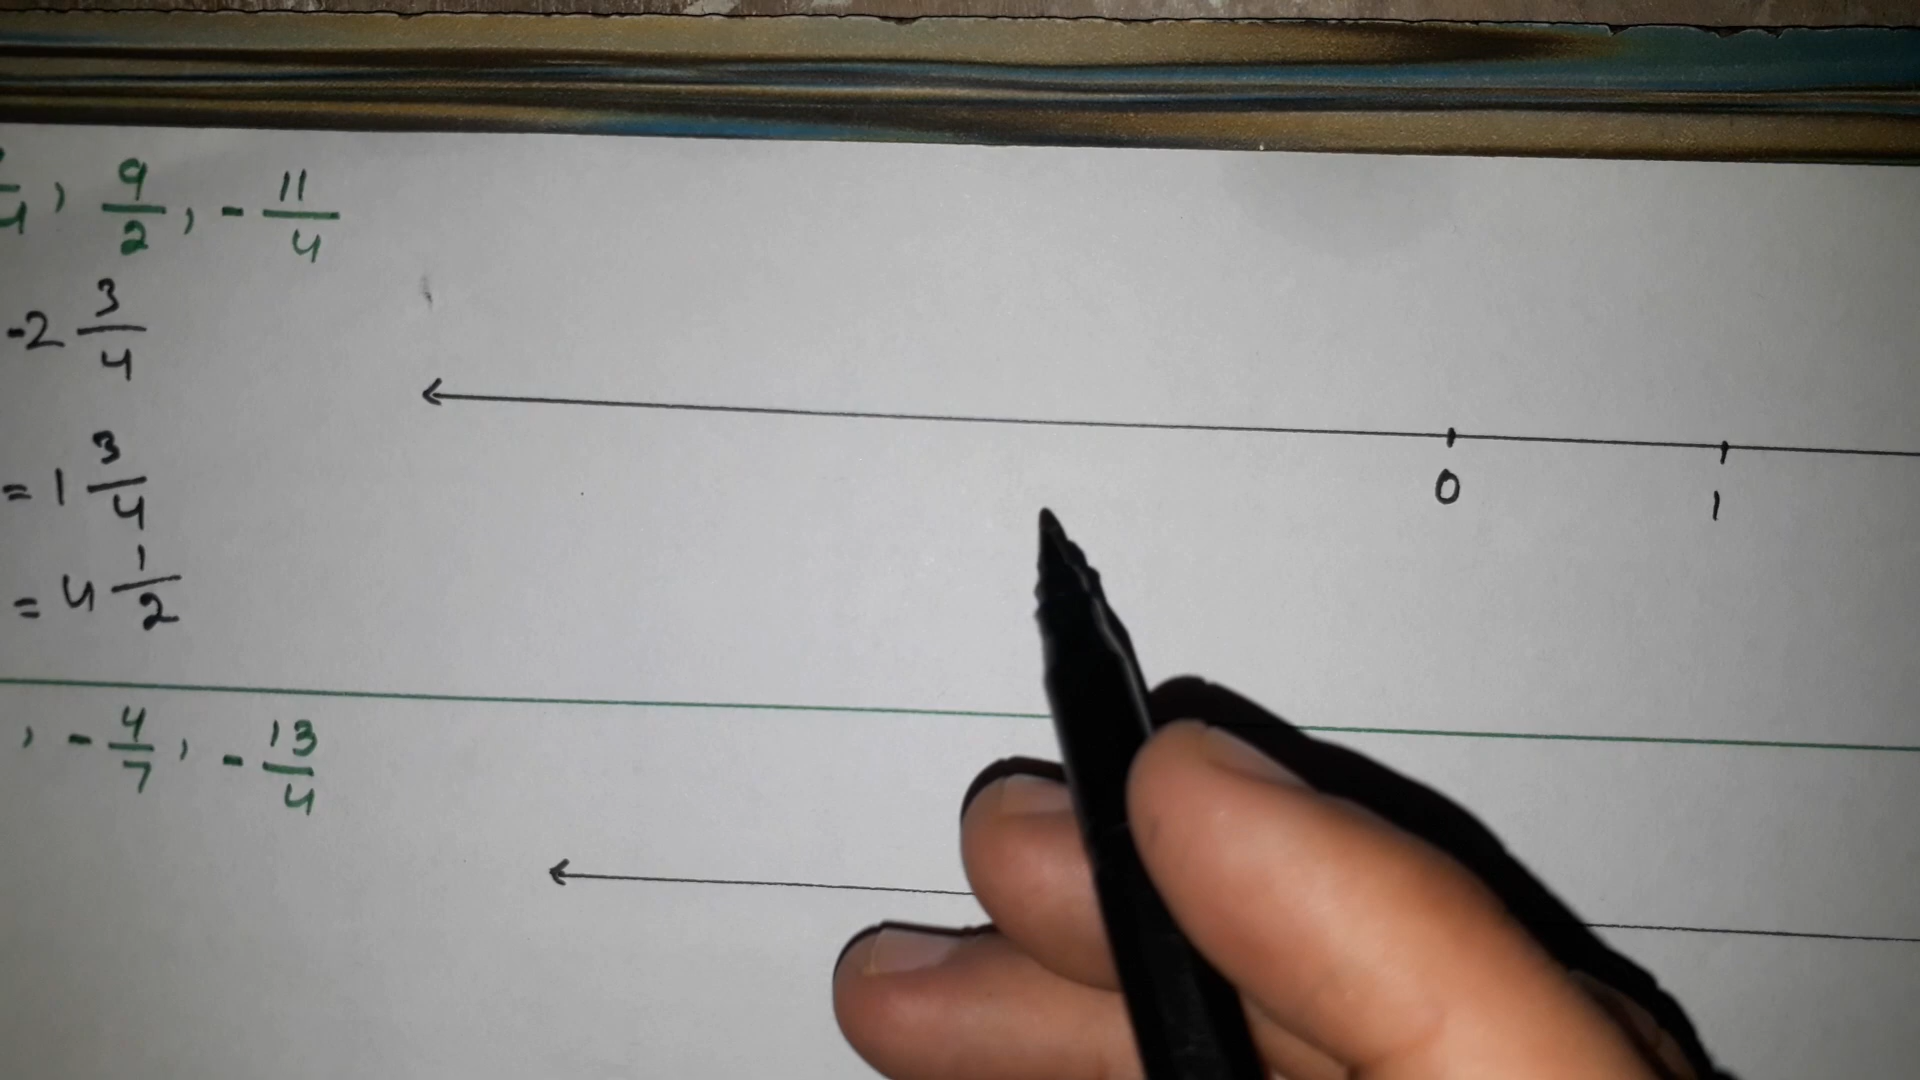 /4, 9/2, - 11/4
-2 3/4
= 1 3/4
= 4 1/2
0 1
, - 4/7, - 13/4